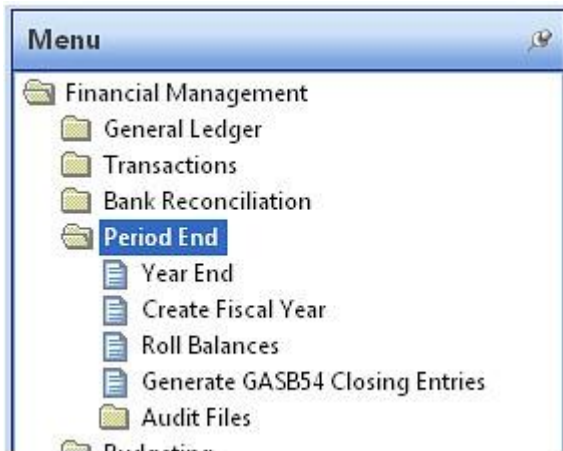 Menu
Financial Management
General Ledger
Transactions
Bank Reconciliation
Period End
Year End
Create Fiscal Year
Roll Balances
Generate GASB54 Closing Entries
Audit Files
Budgeting